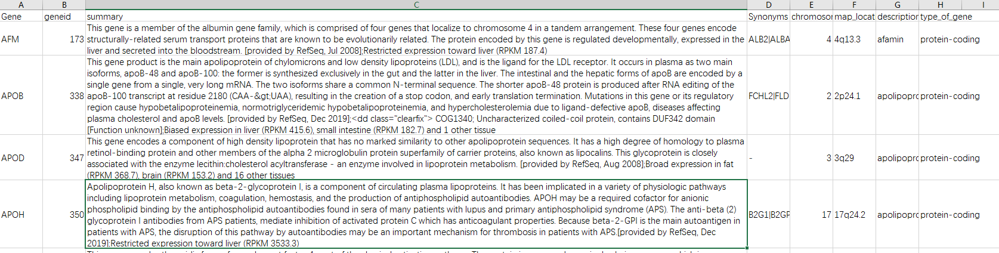 A B C D E F G H I
Gene geneid summary Synonyms chromosor map_locat description type_of_gene
This gene is a member of the albumin gene family, which is comprised of four genes that localize to chromosome 4 in a tandem arrangement. These four genes encode
AFM 173 structurally-related serum transport proteins that are known to be evolutionarily related. The protein encoded by this gene is regulated developmentally, expressed in the ALB2|ALBA 4 4q13.3 afamin protein-coding
liver and secreted into the bloodstream. [provided by RefSeq, Jul 2008];Restricted expression toward liver (RPKM 187.4)
This gene product is the main apolipoprotein of chylomicrons and low density lipoproteins (LDL), and is the ligand for the LDL receptor. It occurs in plasma as two main
isoforms, apoB-48 and apoB-100: the former is synthesized exclusively in the gut and the latter in the liver. The intestinal and the hepatic forms of apoB are encoded by a
single gene from a single, very long mRNA. The two isoforms share a common N-terminal sequence. The shorter apoB-48 protein is produced after RNA editing of the
APOB 338 apoB-100 transcript at residue 2180 (CAA-&gt;UAA), resulting in the creation of a stop codon, and early translation termination. Mutations in this gene or its regulatory FCHL2|FLD 2 2p24.1 apolipopro protein-coding
region cause hypobetalipoproteinemia, normotriglyceridemic hypobetalipoproteinemia, and hypercholesterolemia due to ligand-defective apoB, diseases affecting
plasma cholesterol and apoB levels. [provided by RefSeq, Dec 2019];<dd class="clearfix"> COG1340; Uncharacterized coiled-coil protein, contains DUF342 domain
[Function unknown];Biased expression in liver (RPKM 415.6), small intestine (RPKM 182.7) and 1 other tissue
This gene encodes a component of high density lipoprotein that has no marked similarity to other apolipoprotein sequences. It has a high degree of homology to plasma
APOD 347 retinol-binding protein and other members of the alpha 2 microglobulin protein superfamily of carrier proteins, also known as lipocalins. This glycoprotein is closely - 3 3q29 apolipopro protein-coding
associated with the enzyme lecithin:cholesterol acyltransferase - an enzyme involved in lipoprotein metabolism. [provided by RefSeq, Aug 2008];Broad expression in fat
(RPKM 368.7), brain (RPKM 153.2) and 16 other tissues
Apolipoprotein H, also known as beta-2-glycoprotein I, is a component of circulating plasma lipoproteins. It has been implicated in a variety of physiologic pathways
including lipoprotein metabolism, coagulation, hemostasis, and the production of antiphospholipid autoantibodies. APOH may be a required cofactor for anionic
APOH 350 phospholipid binding by the antiphospholipid autoantibodies found in sera of many patients with lupus and primary antiphospholipid syndrome (APS). The anti-beta (2) B2G1|B2GP 17 17q24.2 apolipopro protein-coding
glycoprotein I antibodies from APS patients, mediate inhibition of activated protein C which has anticoagulant properties. Because beta-2-GPI is the main autoantigen in
patients with APS, the disruption of this pathway by autoantibodies may be an important mechanism for thrombosis in patients with APS.[provided by RefSeq, Dec
2019];Restricted expression toward liver (RPKM 3533.3)